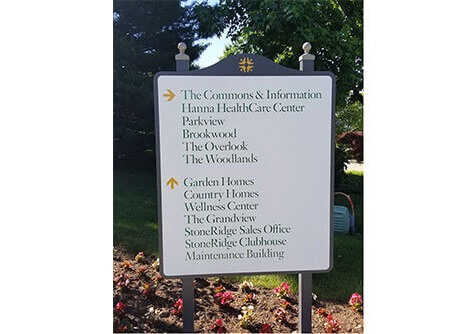 The Commons & Information
Hanna HealthCare Center
Parkview
Brookwood
The Overlook
The Woodlands
Garden Homes
Country Homes
Wellness Center
The Grandview
StoneRidge Sales Office
StoneRidge Clubhouse
Maintenance Building